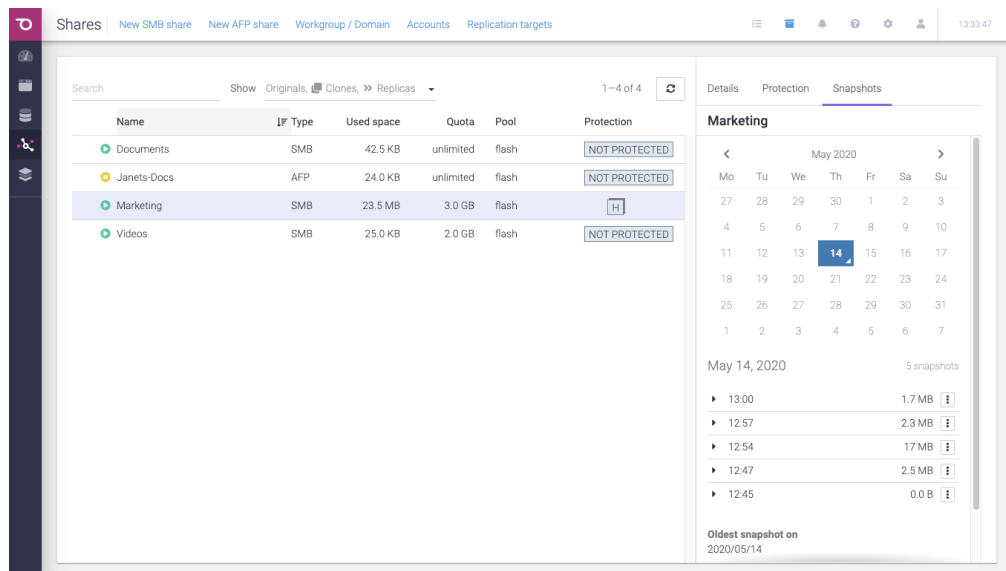 Shares New SMB share New AFP share Workgroup / Domain Accounts Replication targets 13:33:47
Search Show Originals, Clones, Replicas 1–4 of 4
Name Type Used space Quota Pool Protection
Documents SMB 42.5 KB unlimited flash NOT PROTECTED
Janets-Docs AFP 24.0 KB unlimited flash NOT PROTECTED
Marketing SMB 23.5 MB 3.0 GB flash H
Videos SMB 25.0 KB 2.0 GB flash NOT PROTECTED
Details Protection Snapshots
Marketing
May 2020
Mo Tu We Th Fr Sa Su
27 28 29 30 1 2 3
4 5 6 7 8 9 10
11 12 13 14 15 16 17
18 19 20 21 22 23 24
25 26 27 28 29 30 31
1 2 3 4 5 6 7
May 14, 2020 5 snapshots
13:00 1.7 MB
12:57 2.3 MB
12:54 17 MB
12:47 2.5 MB
12:45 0.0 B
Oldest snapshot on
2020/05/14